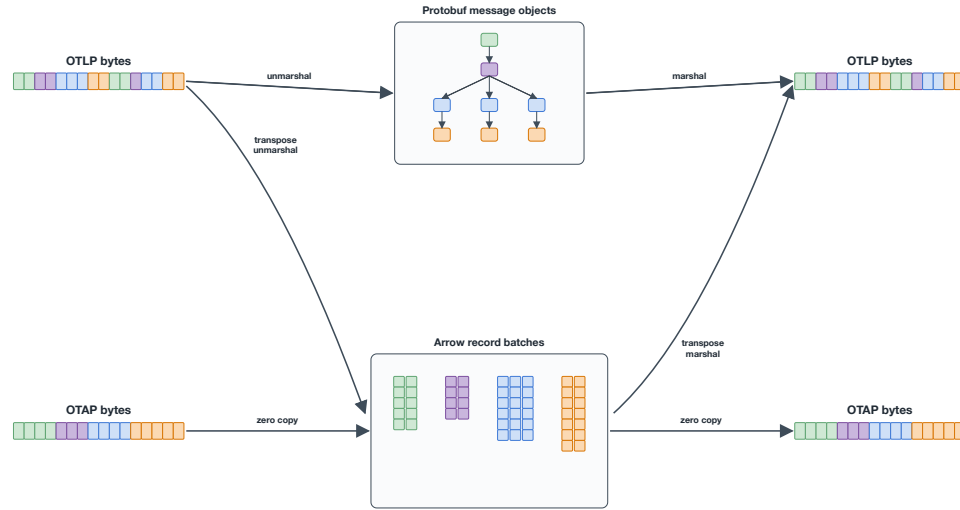 Protobuf message objects
OTLP bytes
OTLP bytes
unmarshal
marshal
transpose
unmarshal
Arrow record batches
transpose
marshal
OTAP bytes
OTAP bytes
zero copy
zero copy